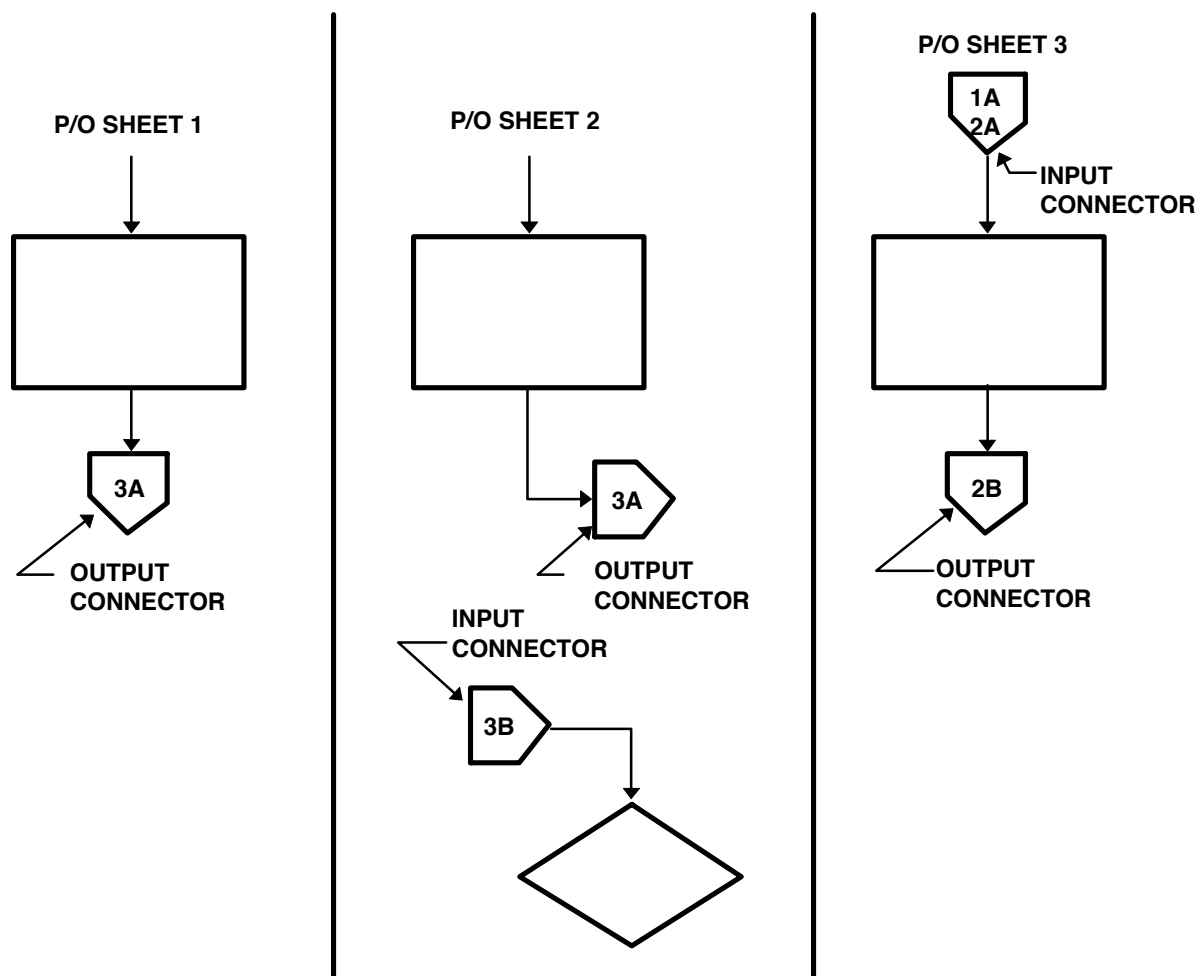 P/O SHEET 1
3A
OUTPUT
CONNECTOR
P/O SHEET 2
3A
OUTPUT
CONNECTOR
INPUT
CONNECTOR
3B
P/O SHEET 3
1A
2A
INPUT
CONNECTOR
2B
OUTPUT
CONNECTOR